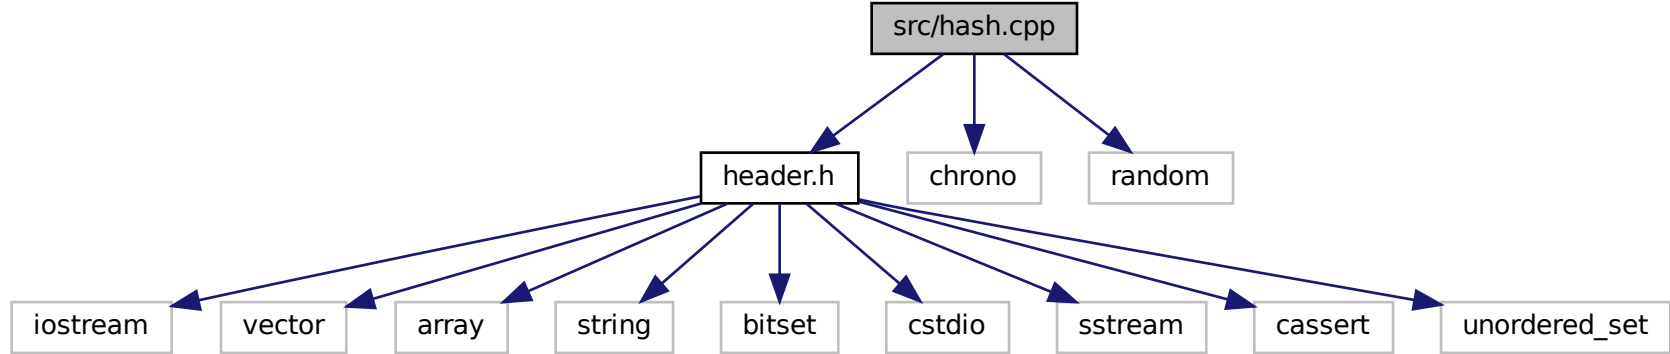 src/hash.cpp
header.h
chrono
random
iostream
vector
array
string
bitset
cstdio
sstream
cassert
unordered_set